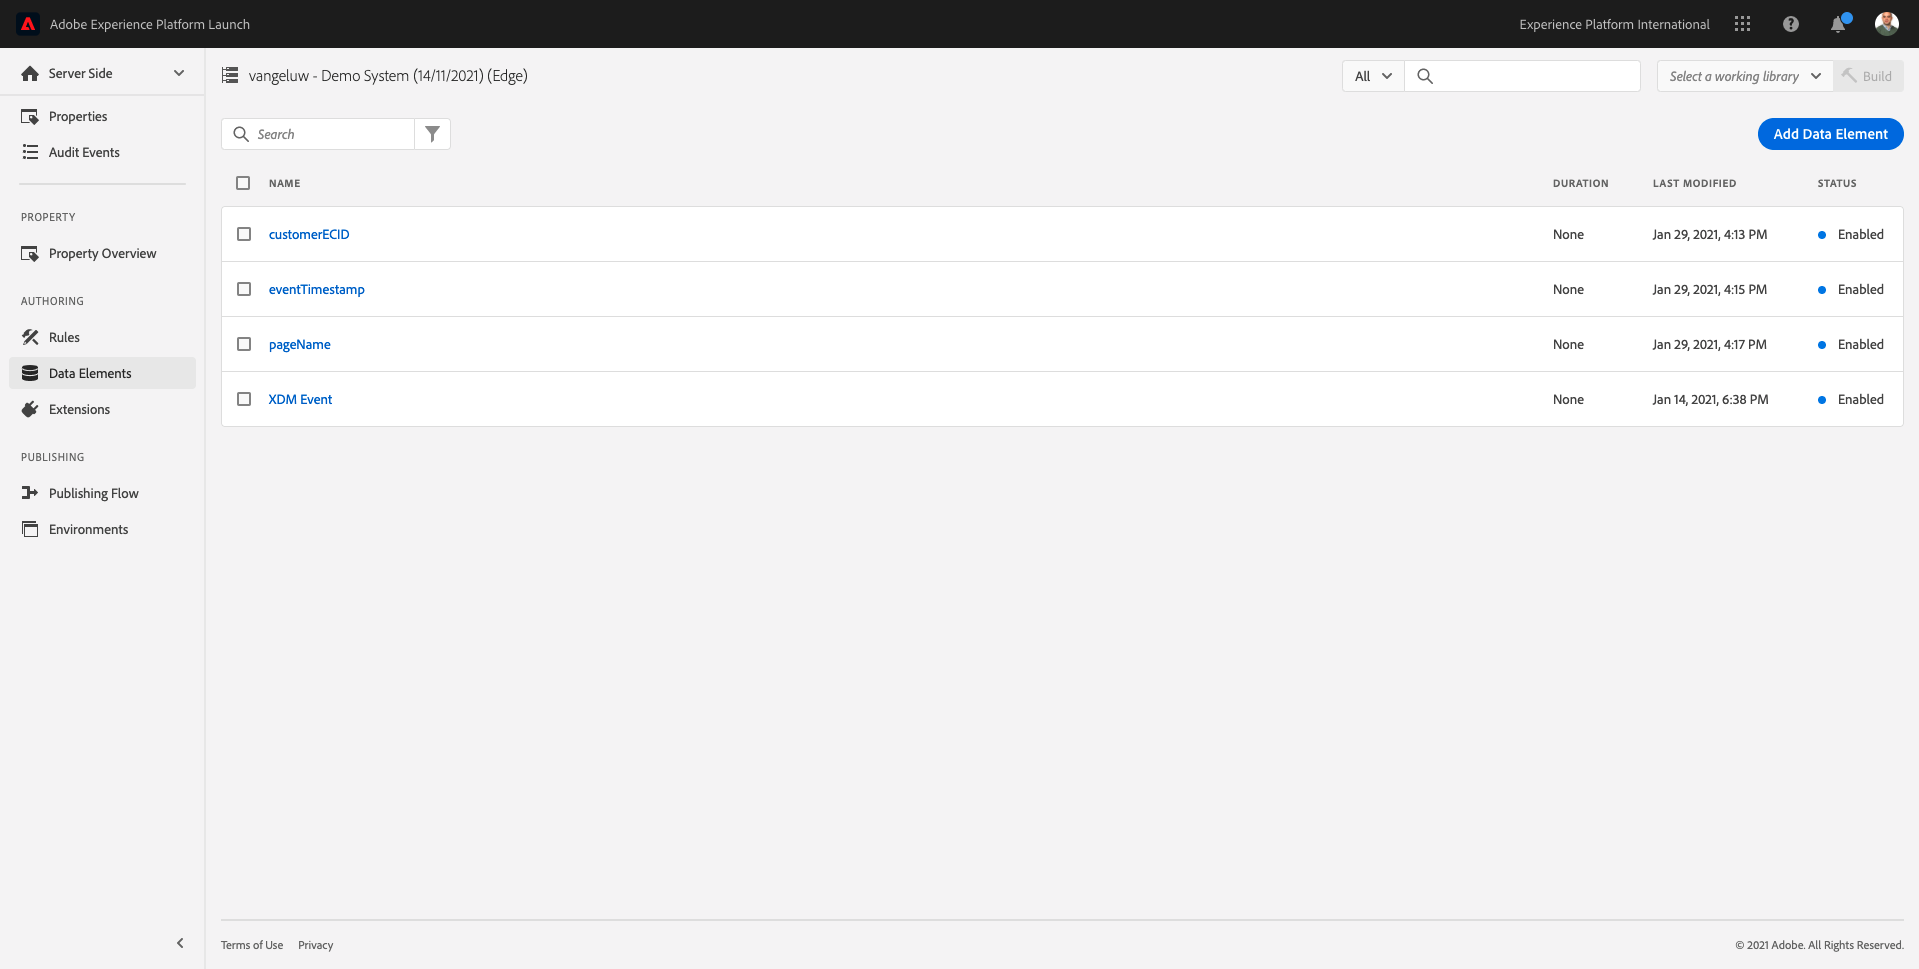 Adobe Experience Platform Launch
Experience Platform International
Server Side
vangeluw - Demo System (14/11/2021) (Edge)
All
Select a working library
Build
Properties
Audit Events
Search
Add Data Element
NAME
DURATION
LAST MODIFIED
STATUS
PROPERTY
Property Overview
AUTHORING
Rules
Data Elements
Extensions
PUBLISHING
Publishing Flow
Environments
customerECID
None
Jan 29, 2021, 4:13 PM
Enabled
eventTimestamp
None
Jan 29, 2021, 4:15 PM
Enabled
pageName
None
Jan 29, 2021, 4:17 PM
Enabled
XDM Event
None
Jan 14, 2021, 6:38 PM
Enabled
Terms of Use
Privacy
© 2021 Adobe. All Rights Reserved.